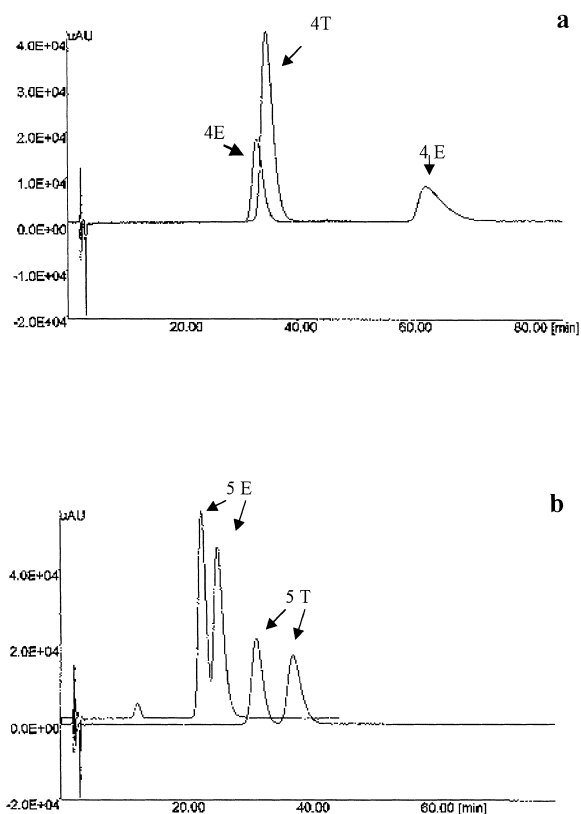 a
uAU
4T
4.0E+04
3.0E+04
4E
2.0E+04
4 E
1.0E+04
0.0E+00
-1.0E+04
-2.0E+04
20.00 40.00 60.00 80.00 [min]
b
5 E
uAU
4.0E+04
5 T
2.0E+04
0.0E+00
-2.0E+04
20.00 40.00 60.00 [min]